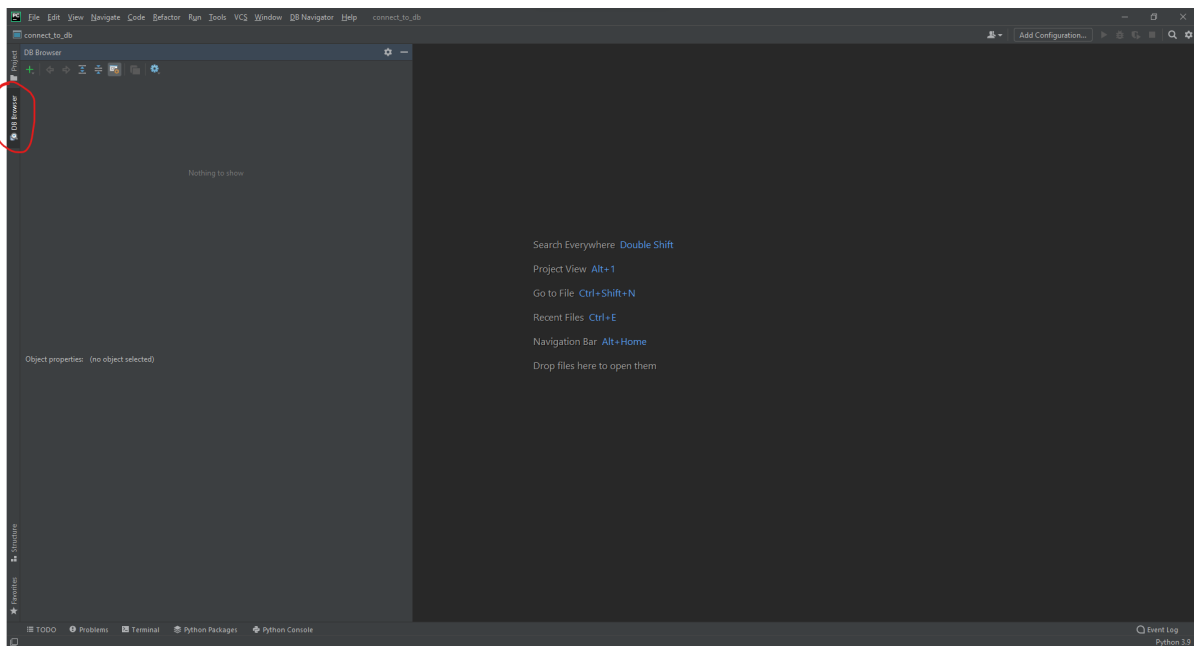 PC File Edit View Navigate Code Refactor Run Tools VCS Window DB Navigator Help connect_to_db
connect_to_db
Add Configuration...
Project
DB Browser
DB Browser
Nothing to show
Object properties: (no object selected)
Search Everywhere Double Shift
Project View Alt+1
Go to File Ctrl+Shift+N
Recent Files Ctrl+E
Navigation Bar Alt+Home
Drop files here to open them
Structure
Favorites
TODO Problems Terminal Python Packages Python Console
Event Log
Python 3.9